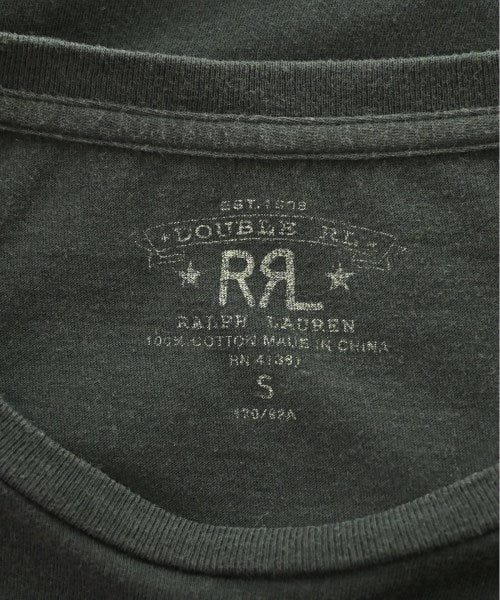 EST. 1993
DOUBLE RL
RRL
RALPH LAUREN
100% COTTON MADE IN CHINA
RN 41381
S
170/92A